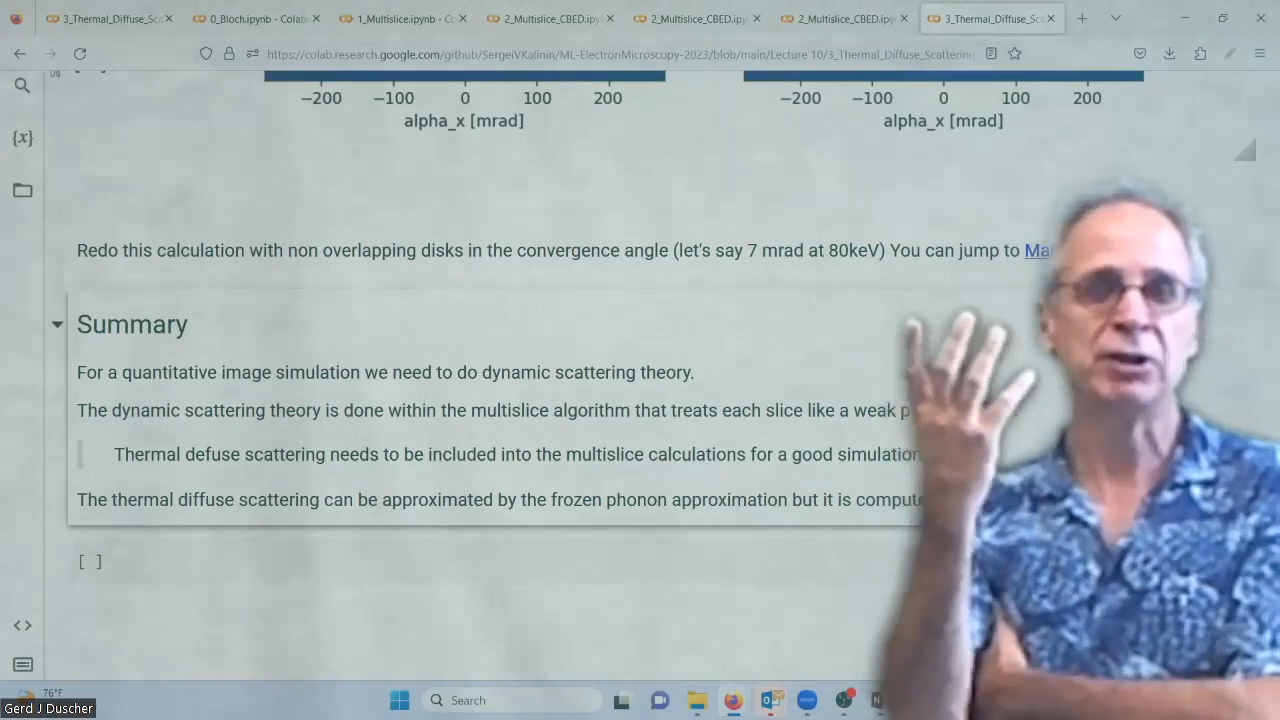 3_Thermal_Diffuse_Sca
0_Bloch.ipynb - Colab
1_Multislice.ipynb - Co
2_Multislice_CBED.ipy
2_Multislice_CBED.ipy
2_Multislice_CBED.ipy
3_Thermal_Diffuse_Sc
https://colab.research.google.com/github/SergeiVKalinin/ML-ElectronMicroscopy-2023/blob/main/Lecture 10/3_Thermal_Diffuse_Scattering
0s
−200 −100 0 100 200
alpha_x [mrad]
−200 −100 0 100 200
alpha_x [mrad]
{x}
Redo this calculation with non overlapping disks in the convergence angle (let's say 7 mrad at 80keV) You can jump to Ma
Summary
For a quantitative image simulation we need to do dynamic scattering theory.
The dynamic scattering theory is done within the multislice algorithm that treats each slice like a weak p
Thermal defuse scattering needs to be included into the multislice calculations for a good simulation
The thermal diffuse scattering can be approximated by the frozen phonon approximation but it is compu
[ ]
<>
76°F
Search
Gerd J Duscher